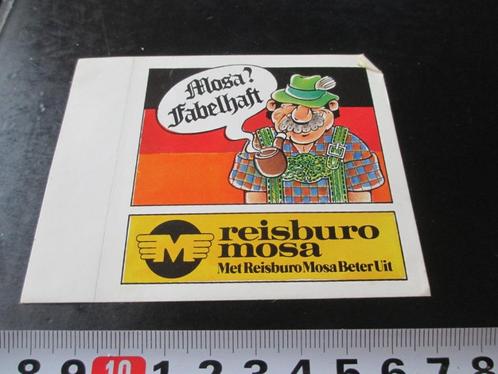 Mosa?
Fabelhaft
M
reisburo
mosa
Met Reisburo Mosa Beter Uit
8 9 10 1 2 3 4 5 6 7 8